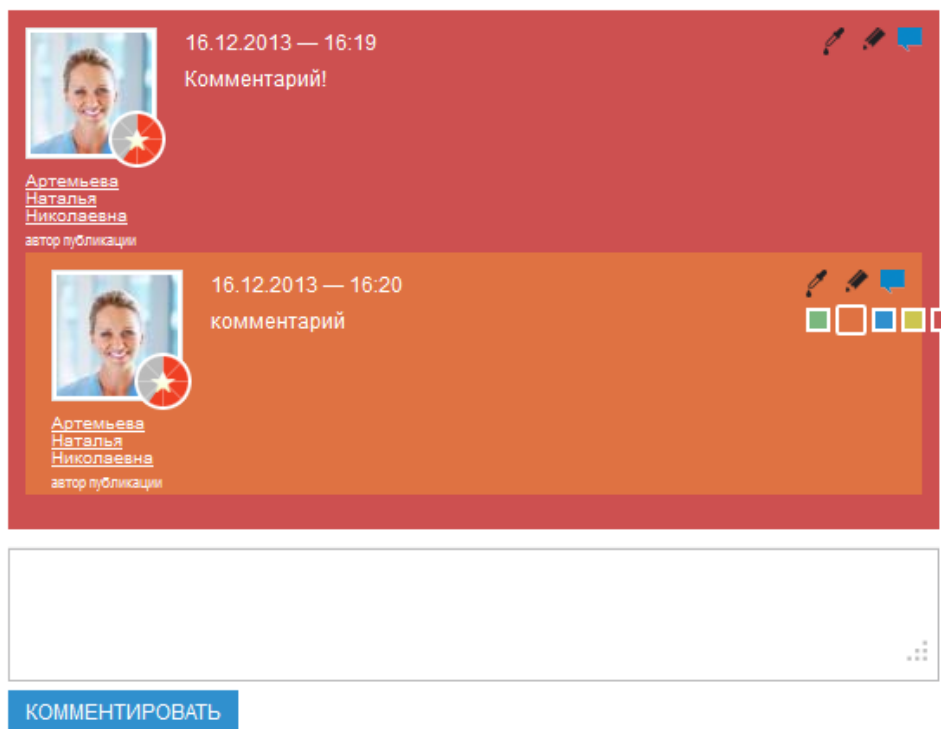 16.12.2013 — 16:19
Комментарий!
Артемьева
Наталья
Николаевна
автор публикации
16.12.2013 — 16:20
комментарий
Артемьева
Наталья
Николаевна
автор публикации
КОММЕНТИРОВАТЬ